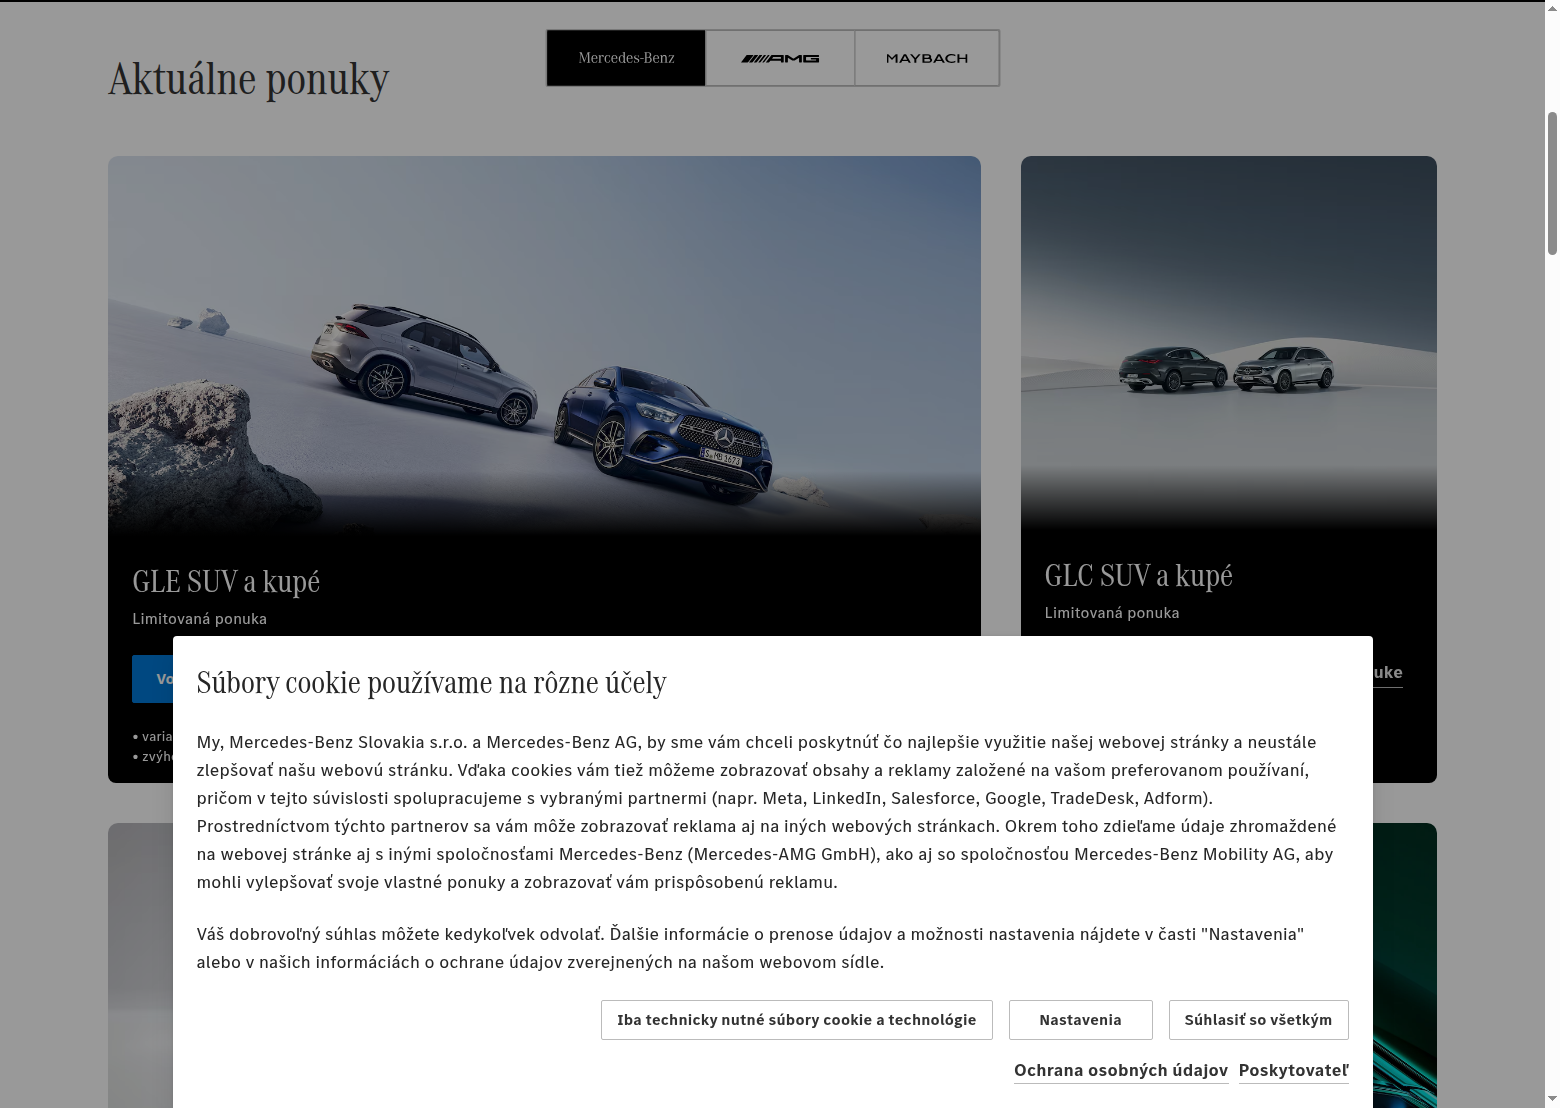 Aktuálne ponuky
Mercedes-Benz
AMG
MAYBACH
GLE SUV a kupé
Limitovaná ponuka
GLC SUV a kupé
Limitovaná ponuka
Súbory cookie používame na rôzne účely
My, Mercedes-Benz Slovakia s.r.o. a Mercedes-Benz AG, by sme vám chceli poskytnúť čo najlepšie využitie našej webovej stránky a neustále
zlepšovať našu webovú stránku. Vďaka cookies vám tiež môžeme zobrazovať obsahy a reklamy založené na vašom preferovanom používaní,
pričom v tejto súvislosti spolupracujeme s vybranými partnermi (napr. Meta, LinkedIn, Salesforce, Google, TradeDesk, Adform).
Prostredníctvom týchto partnerov sa vám môže zobrazovať reklama aj na iných webových stránkach. Okrem toho zdieľame údaje zhromaždené
na webovej stránke aj s inými spoločnosťami Mercedes-Benz (Mercedes-AMG GmbH), ako aj so spoločnosťou Mercedes-Benz Mobility AG, aby
mohli vylepšovať svoje vlastné ponuky a zobrazovať vám prispôsobenú reklamu.
Váš dobrovoľný súhlas môžete kedykoľvek odvolať. Ďalšie informácie o prenose údajov a možnosti nastavenia nájdete v časti "Nastavenia"
alebo v našich informáciách o ochrane údajov zverejnených na našom webovom sídle.
Iba technicky nutné súbory cookie a technológie
Nastavenia
Súhlasiť so všetkým
Ochrana osobných údajov
Poskytovateľ